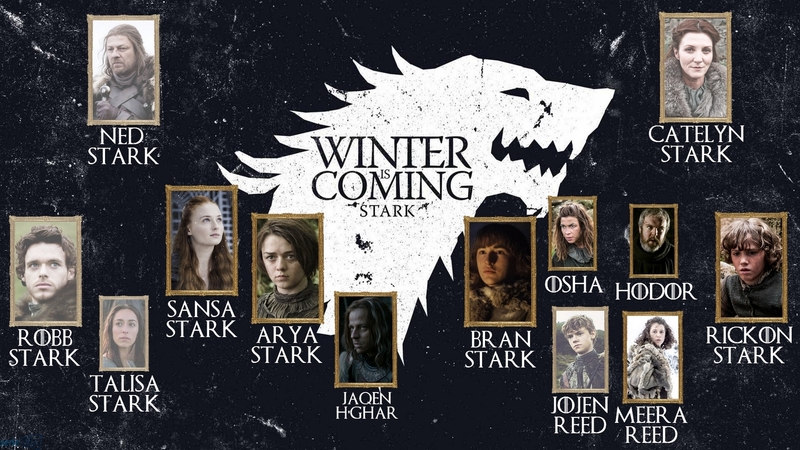 NED
STARK
CATELYN
STARK
WINTER
IS
COMING
STARK
ROBB
STARK
TALISA
STARK
SANSA
STARK
ARYA
STARK
JAQEN
H·GHAR
BRAN
STARK
OSHA
HODOR
JOJEN
REED
MEERA
REED
RICKON
STARK